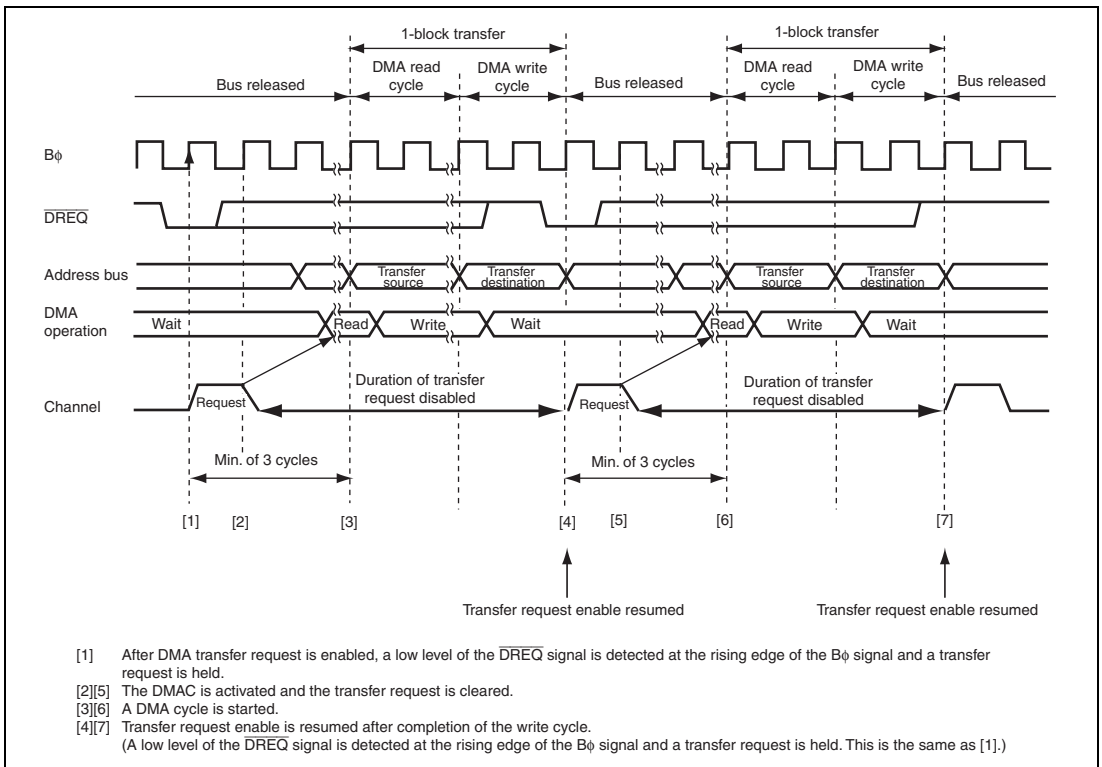 1-block transfer 1-block transfer
Bus released DMA read cycle DMA write cycle Bus released DMA read cycle DMA write cycle Bus released
Bφ
DREQ
Address bus Transfer source Transfer destination Transfer source Transfer destination
DMA operation Wait Read Write Wait Read Write Wait
Channel Request Duration of transfer request disabled Request Duration of transfer request disabled
Min. of 3 cycles Min. of 3 cycles
[1] [2] [3] [4] [5] [6] [7]
Transfer request enable resumed Transfer request enable resumed
[1] After DMA transfer request is enabled, a low level of the DREQ signal is detected at the rising edge of the Bφ signal and a transfer
request is held.
[2][5] The DMAC is activated and the transfer request is cleared.
[3][6] A DMA cycle is started.
[4][7] Transfer request enable is resumed after completion of the write cycle.
(A low level of the DREQ signal is detected at the rising edge of the Bφ signal and a transfer request is held. This is the same as [1].)